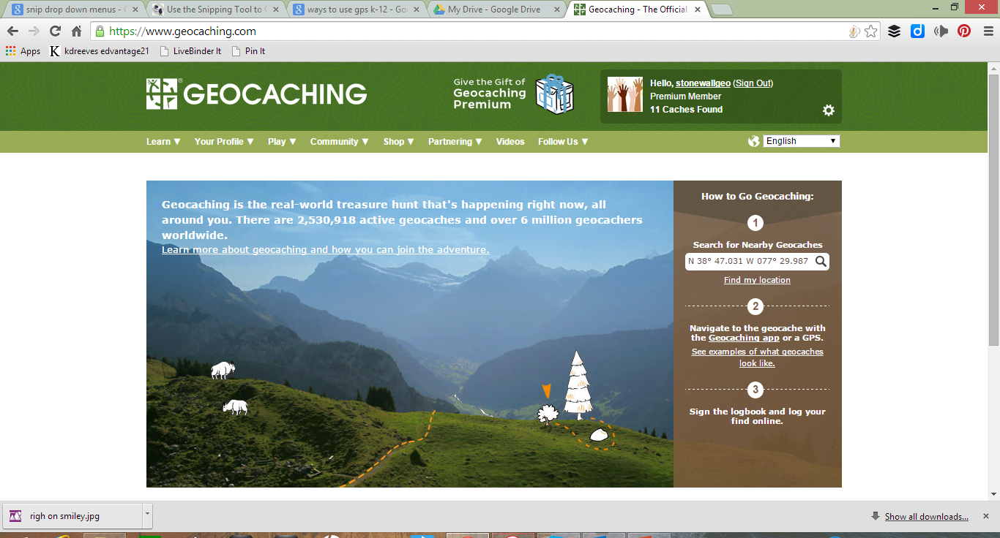 snip drop down menus - G
Use the Snipping Tool to C
ways to use gps k-12 - Go
My Drive - Google Drive
Geocaching - The Official
https://www.geocaching.com
Apps
K kdreeves edvantage21
LiveBinder It
Pin It
GEOCACHING
®
Give the Gift of
Geocaching
Premium
Hello, stonewallgeo (Sign Out)
Premium Member
11 Caches Found
Learn ▼ Your Profile ▼ Play ▼ Community ▼ Shop ▼ Partnering ▼ Videos Follow Us ▼
English
Geocaching is the real-world treasure hunt that's happening right now, all
around you. There are 2,530,918 active geocaches and over 6 million geocachers
worldwide.
Learn more about geocaching and how you can join the adventure.
How to Go Geocaching:
1
Search for Nearby Geocaches
N 38° 47.031 W 077° 29.987
Find my location
2
Navigate to the geocache with
the Geocaching app or a GPS.
See examples of what geocaches
look like.
3
Sign the logbook and log your
find online.
righ on smiley.jpg
Show all downloads...